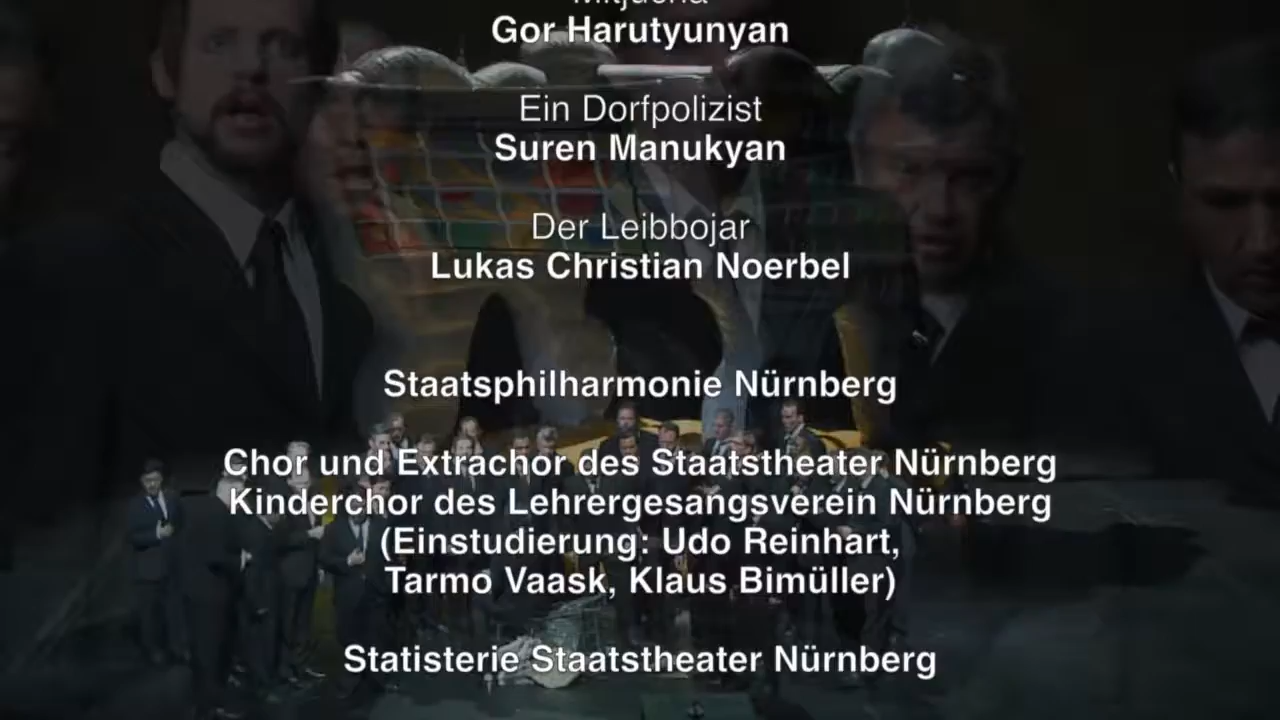 Gor Harutyunyan
Ein Dorfpolizist
Suren Manukyan
Der Leibbojar
Lukas Christian Noerbel
Staatsphilharmonie Nürnberg
Chor und Extrachor des Staatstheater Nürnberg
Kinderchor des Lehrergesangsverein Nürnberg
(Einstudierung: Udo Reinhart,
Tarmo Vaask, Klaus Bimüller)
Statisterie Staatstheater Nürnberg